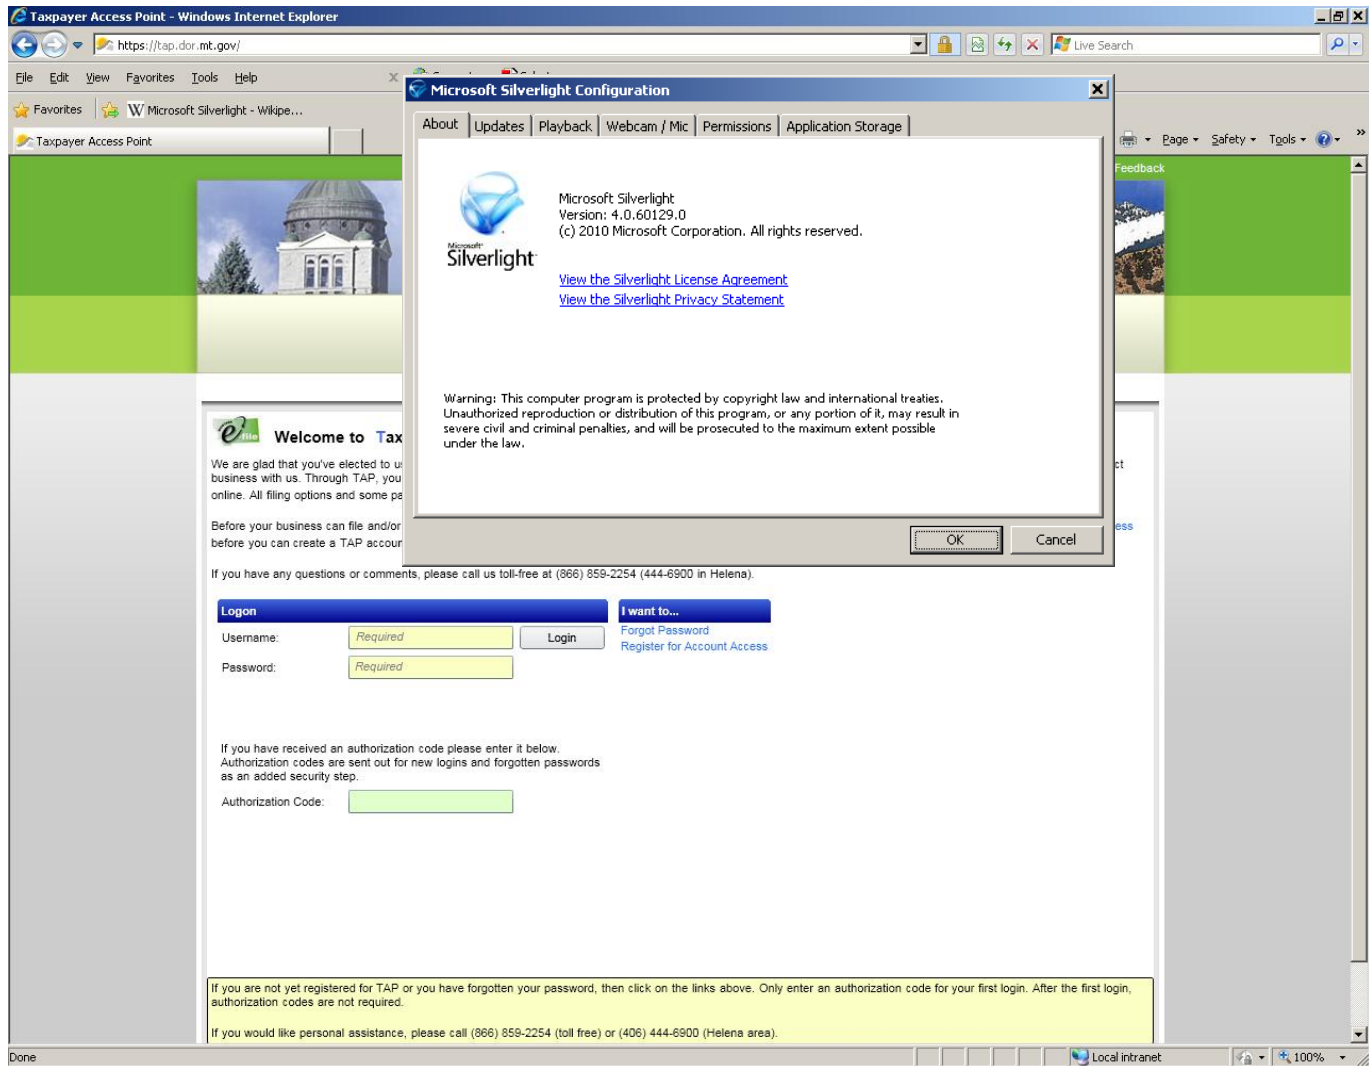 Taxpayer Access Point - Windows Internet Explorer
https://tap.dor.mt.gov/
Live Search
File Edit View Favorites Tools Help
X
Favorites
W Microsoft Silverlight - Wikipe...
Taxpayer Access Point
Page Safety Tools
»
Feedback
Microsoft Silverlight Configuration
About Updates Playback Webcam / Mic Permissions Application Storage
Microsoft Silverlight
Version: 4.0.60129.0
(c) 2010 Microsoft Corporation. All rights reserved.
Microsoft®
Silverlight™
View the Silverlight License Agreement
View the Silverlight Privacy Statement
Warning: This computer program is protected by copyright law and international treaties.
Unauthorized reproduction or distribution of this program, or any portion of it, may result in
severe civil and criminal penalties, and will be prosecuted to the maximum extent possible
under the law.
OK Cancel
e file Welcome to Tax
We are glad that you've elected to u
business with us. Through TAP, you
online. All filing options and some pa
Before your business can file and/or
before you can create a TAP accour
ct
ess
If you have any questions or comments, please call us toll-free at (866) 859-2254 (444-6900 in Helena).
Logon
Username: Required Login
Password: Required
I want to...
Forgot Password
Register for Account Access
If you have received an authorization code please enter it below.
Authorization codes are sent out for new logins and forgotten passwords
as an added security step.
Authorization Code:
If you are not yet registered for TAP or you have forgotten your password, then click on the links above. Only enter an authorization code for your first login. After the first login,
authorization codes are not required.
If you would like personal assistance, please call (866) 859-2254 (toll free) or (406) 444-6900 (Helena area).
Done
Local intranet
100%